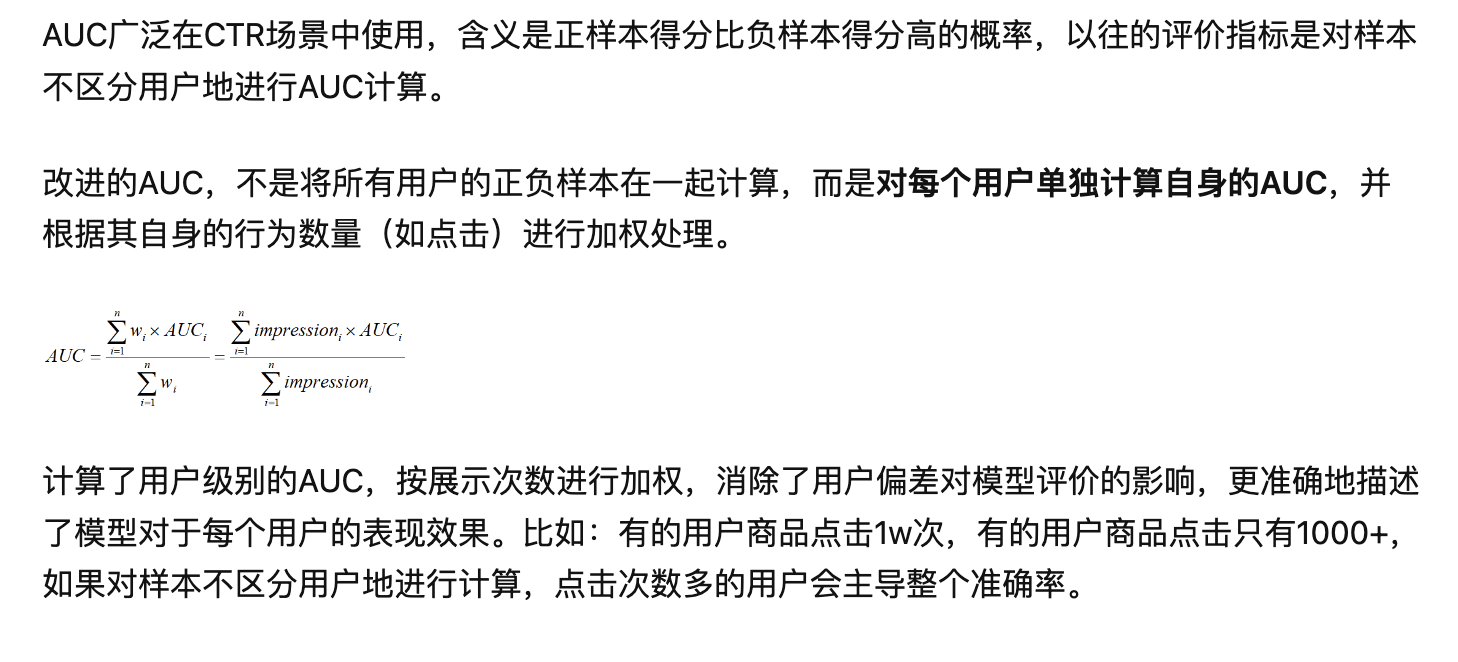 AUC广泛在CTR场景中使用，含义是正样本得分比负样本得分高的概率，以往的评价指标是对样本
不区分用户地进行AUC计算。
改进的AUC，不是将所有用户的正负样本在一起计算，而是对每个用户单独计算自身的AUC，并
根据其自身的行为数量（如点击）进行加权处理。
AUC = \frac{\sum_{i=1}^{n} w_i × AUC_i}{\sum_{i=1}^{n} w_i} = \frac{\sum_{i=1}^{n} impression_i × AUC_i}{\sum_{i=1}^{n} impression_i}
计算了用户级别的AUC，按展示次数进行加权，消除了用户偏差对模型评价的影响，更准确地描述
了模型对于每个用户的表现效果。比如：有的用户商品点击1w次，有的用户商品点击只有1000+，
如果对样本不区分用户地进行计算，点击次数多的用户会主导整个准确率。